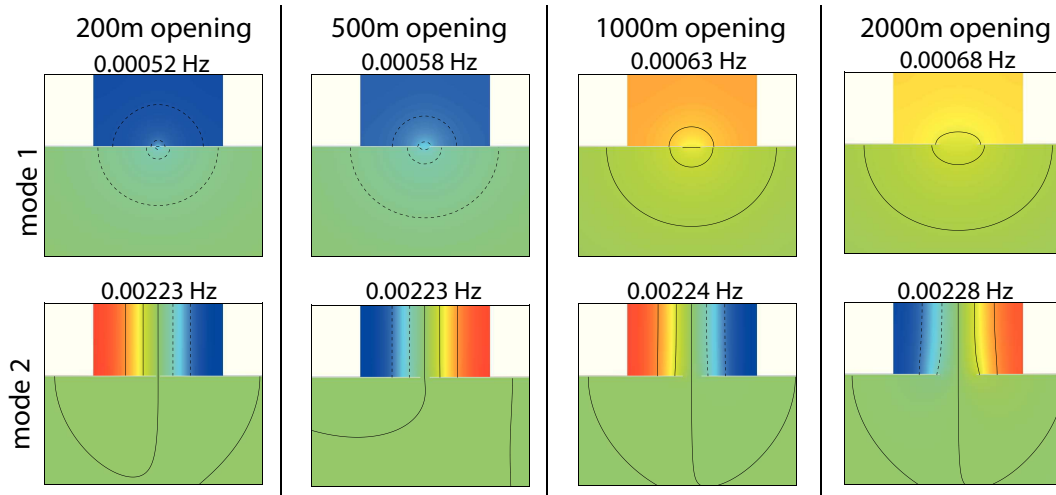 200m opening
500m opening
1000m opening
2000m opening
0.00052 Hz
0.00058 Hz
0.00063 Hz
0.00068 Hz
mode 1
0.00223 Hz
0.00223 Hz
0.00224 Hz
0.00228 Hz
mode 2